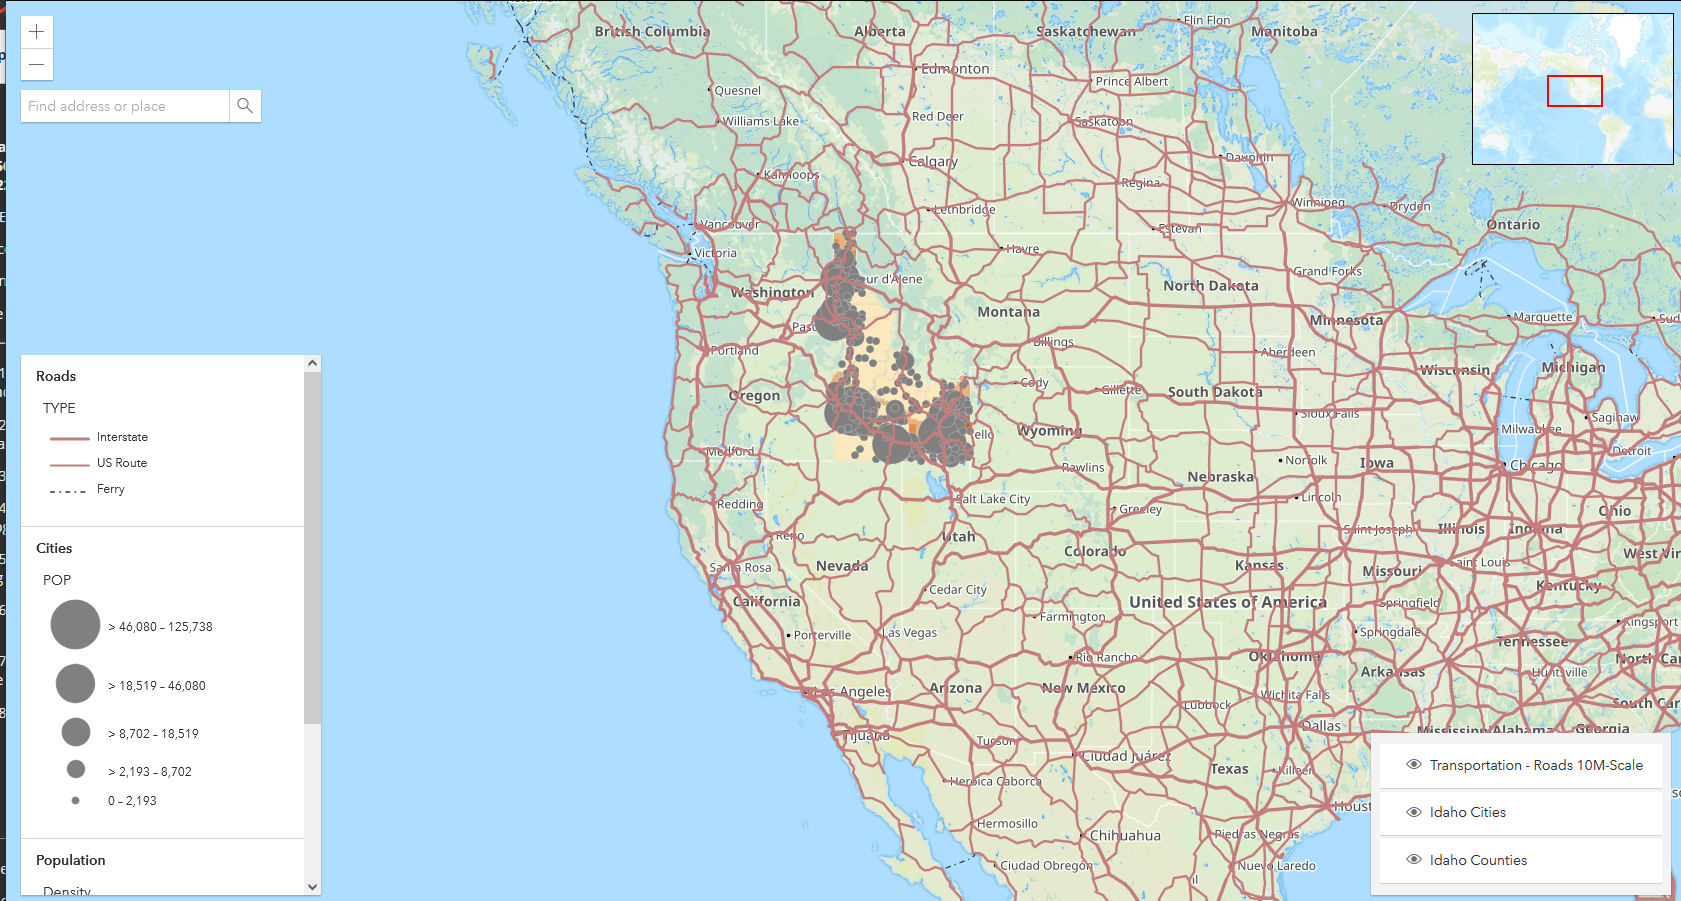 Find address or place
Roads
TYPE
Interstate
US Route
Ferry
Cities
POP
> 46,080 – 125,738
> 18,519 – 46,080
> 8,702 – 18,519
> 2,193 – 8,702
0 – 2,193
Population
Density
British Columbia
Alberta
Saskatchewan
Manitoba
Flin Flon
Edmonton
Prince Albert
Quesnel
Williams Lake
Red Deer
Saskatoon
Calgary
Dauphin
Kamloops
Regina
Winnipeg
Dryden
Lethbridge
Ontario
Vancouver
Estevan
Victoria
Havre
Grand Forks
ur d'Alene
Washington
North Dakota
Montana
Minnesota
Marquette
Sud
Pasc
Billings
Portland
Aberdeen
Wisconsin
Michigan
Cody
Gillette
South Dakota
Oregon
Sioux Falls
Saginaw
Milwaukee
ello
Wyoming
Medford
Rawlins
Norfolk
Iowa
Chicago
Detroit
Nebraska
Redding
Salt Lake City
Lincoln
Greeley
Ohio
Reno
Utah
Saint Joseph
Illinois
Indiana
Colorado
Kansas
Missouri
Saint Louis
West Vir
Santa Rosa
Nevada
Cedar City
Kentucky
California
United States of America
Springfield
Farmington
Kingsport
Porterville
Las Vegas
Springdale
Tennessee
Rio Rancho
Oklahoma
North Car
Arkansas
Huntsville
Los Angeles
Arizona
New Mexico
Wichita Falls
Lubbock
South Car
Dallas
Mississippi
Alabama
Georgia
Tijuana
Tucson
Ciudad Juárez
Texas
Killeen
Heroica Caborca
Houst
Hermosillo
Chihuahua
Piedras Negras
Ciudad Obregón
Nuevo Laredo
Transportation - Roads 10M-Scale
Idaho Cities
Idaho Counties